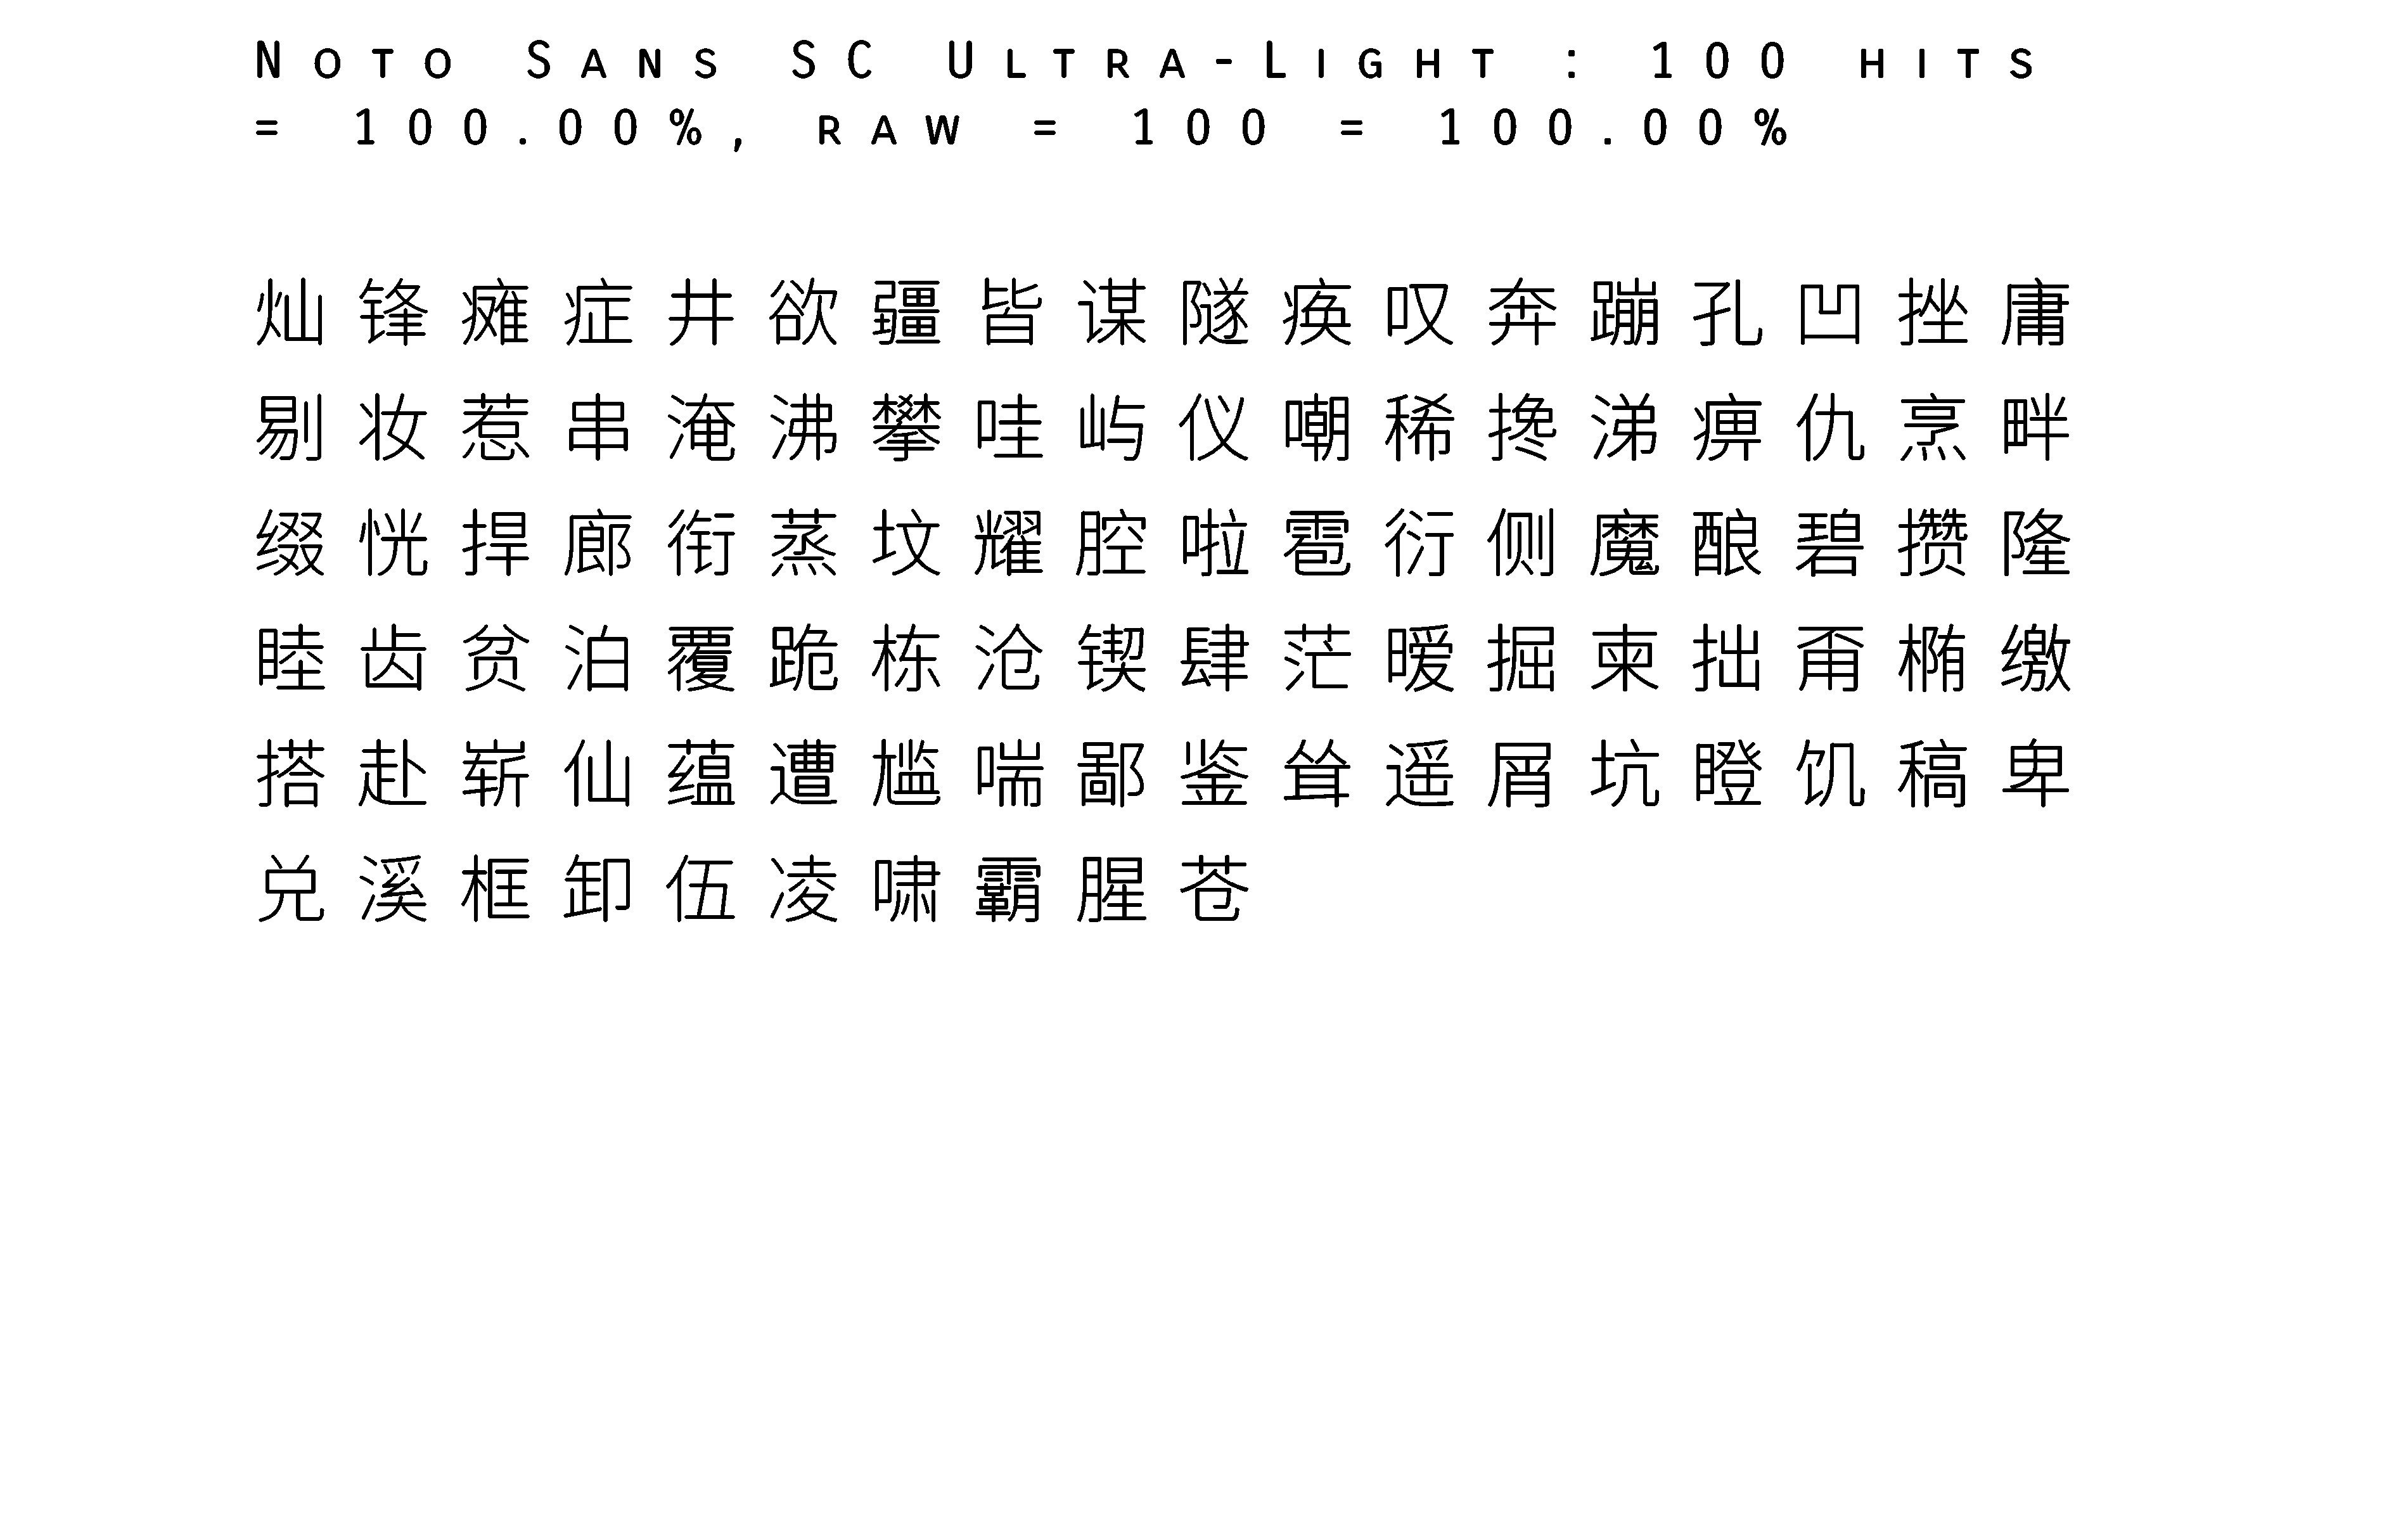 Noto Sans SC Ultra-Light : 100 hits
= 100.00%, raw = 100 = 100.00%
灿锋瘫症井欲疆皆谋隧痪叹奔蹦孔凹挫庸
剔妆惹串淹沸攀哇屿仪嘲稀搀涕痹仇烹畔
缀恍捍廊衔蒸坟耀腔啦雹衍侧魔酿碧攒隆
睦齿贫泊覆跪栋沧锲肆茫暧掘柬拙甭椭缴
搭赴崭仙蕴遭尴喘鄙鉴耸遥屑坑瞪饥稿卑
兑溪框卸伍凌啸霸腥苍